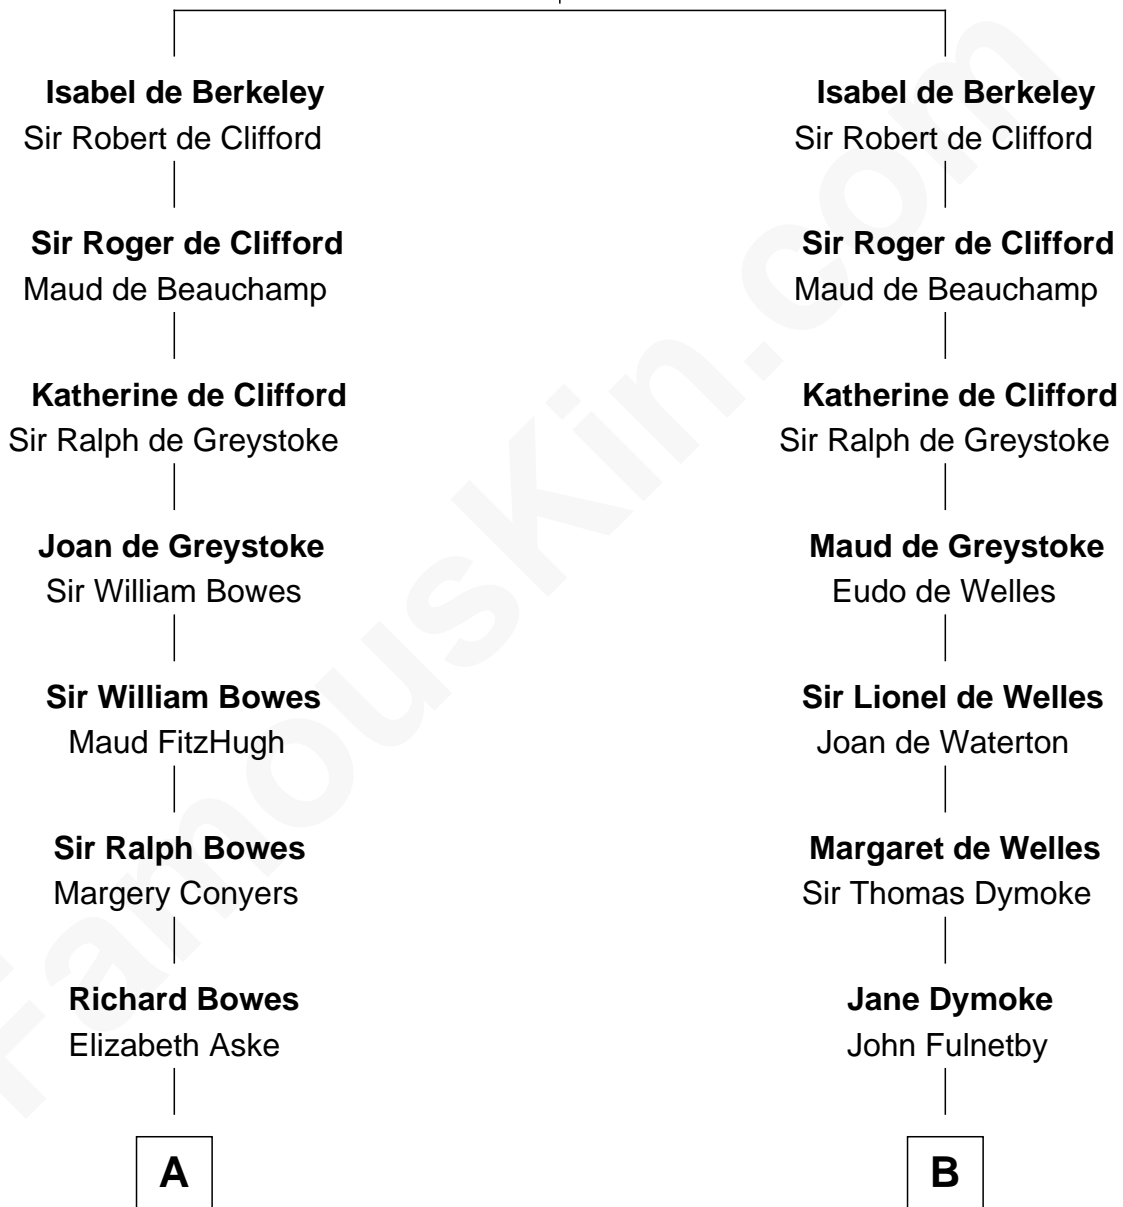 Isabel de Berkeley
Sir Robert de Clifford
Sir Roger de Clifford
Maud de Beauchamp
Katherine de Clifford
Sir Ralph de Greystoke
Joan de Greystoke
Sir William Bowes
Sir William Bowes
Maud FitzHugh
Sir Ralph Bowes
Margery Conyers
Richard Bowes
Elizabeth Aske
A
Isabel de Berkeley
Sir Robert de Clifford
Sir Roger de Clifford
Maud de Beauchamp
Katherine de Clifford
Sir Ralph de Greystoke
Maud de Greystoke
Eudo de Welles
Sir Lionel de Welles
Joan de Waterton
Margaret de Welles
Sir Thomas Dymoke
Jane Dymoke
John Fulnetby
B
FamousKin.com